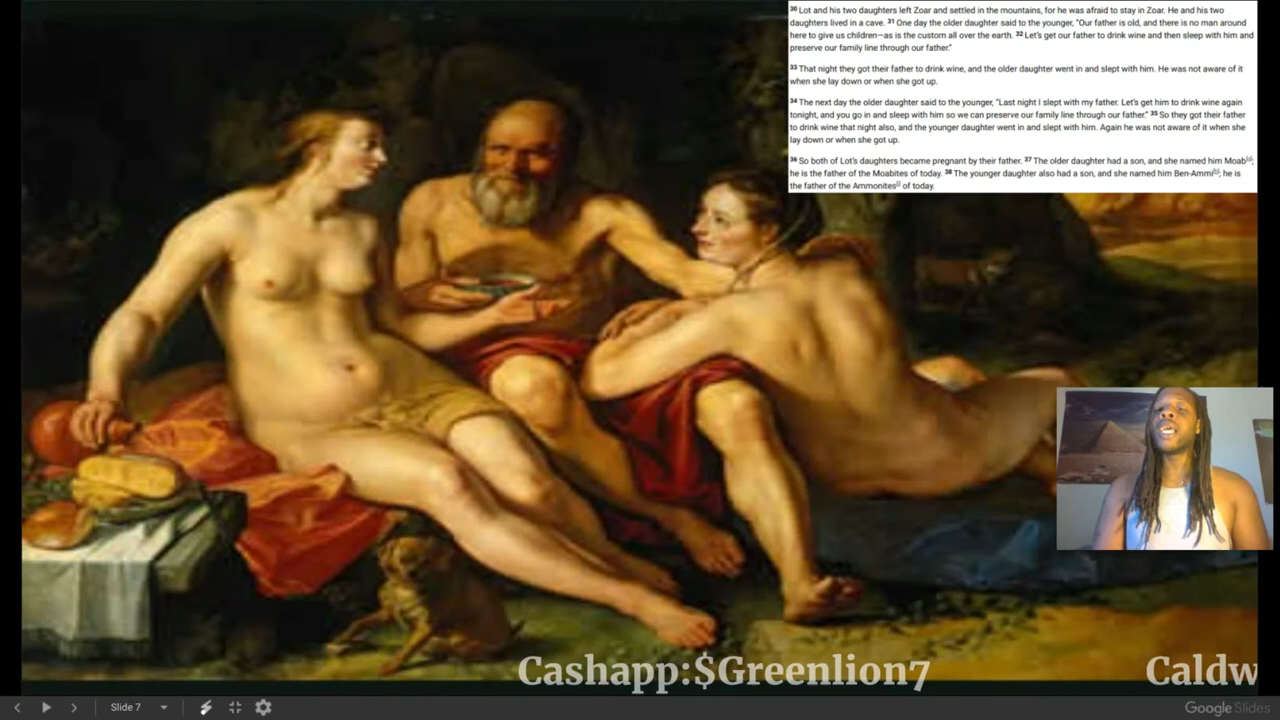 30 Lot and his two daughters left Zoar and settled in the mountains, for he was afraid to stay in Zoar. He and his two
daughters lived in a cave. 31 One day the older daughter said to the younger, “Our father is old, and there is no man around
here to give us children—as is the custom all over the earth. 32 Let’s get our father to drink wine and then sleep with him and
preserve our family line through our father.”
33 That night they got their father to drink wine, and the older daughter went in and slept with him. He was not aware of it
when she lay down or when she got up.
34 The next day the older daughter said to the younger, “Last night I slept with my father. Let’s get him to drink wine again
tonight, and you go in and sleep with him so we can preserve our family line through our father.” 35 So they got their father
to drink wine that night also, and the younger daughter went in and slept with him. Again he was not aware of it when she
lay down or when she got up.
36 So both of Lot’s daughters became pregnant by their father. 37 The older daughter had a son, and she named him Moab;
he is the father of the Moabites of today. 38 The younger daughter also had a son, and she named him Ben-Ammi; he is
the father of the Ammonites of today.
Cashapp:$Greenlion7 Caldw
Slide 7
Google Slides